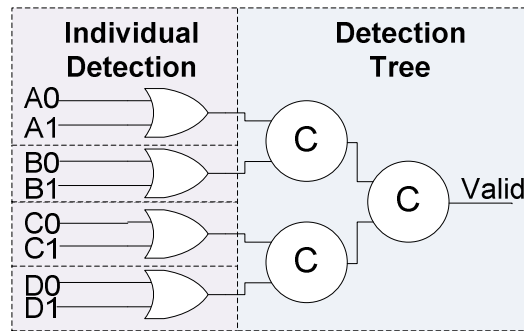 Individual Detection
Detection Tree
A0
A1
B0
B1
C0
C1
D0
D1
C
C
C
Valid